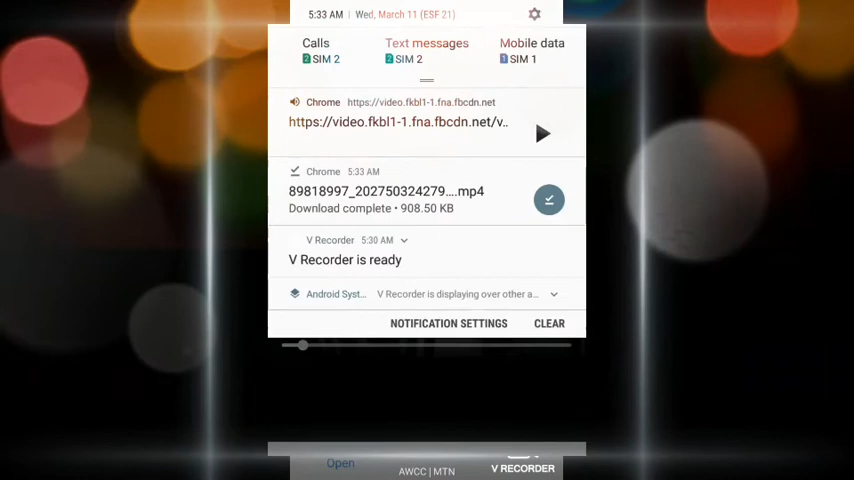 5:33 AM | Wed, March 11 (ESF 21)
Calls
2 SIM 2
Text messages
2 SIM 2
Mobile data
1 SIM 1
Chrome https://video.fkbl1-1.fna.fbcdn.net
https://video.fkbl1-1.fna.fbcdn.net/v..
Chrome 5:33 AM
89818997_202750324279....mp4
Download complete • 908.50 KB
V Recorder 5:30 AM
V Recorder is ready
Android Syst... V Recorder is displaying over other a...
NOTIFICATION SETTINGS CLEAR
Open
AWCC | MTN
V RECORDER